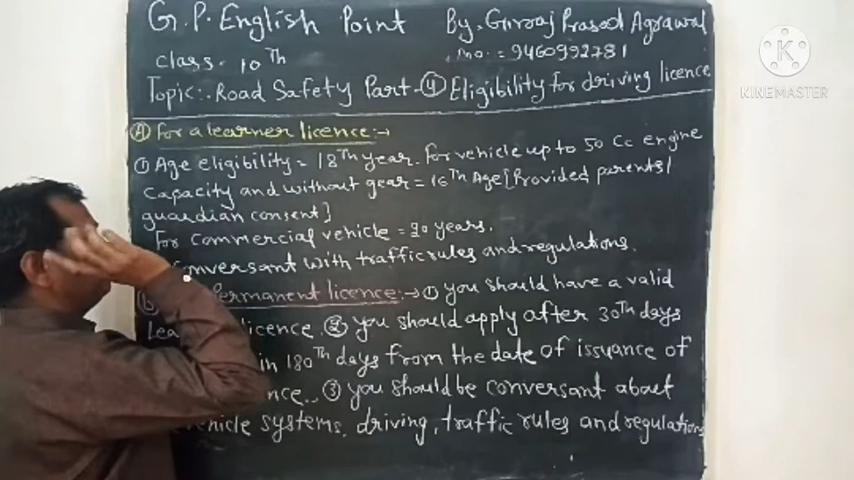 G.P. English Point By. Girraj Prasad Agrawal
class. 10 Th Mo. = 9460992781
Topic:. Road Safety Part-④ Eligibility for driving licence
Ⓐ For a learner licence:→
① Age eligibility = 18Th year. For vehicle up to 50 Cc engine
Capacity and without gear = 16Th Age [Provided parents/
guardian consent]
For commercial vehicle = 20 years.
conversant with traffic rules and regulations.
permanent licence:→ ① you should have a valid
Lea licence. ② you should apply after 30Th days
in 180Th days from the date of issuance of
nce.. ③ you should be conversant about
vehicle systems, driving, traffic rules and regulations
K
KINEMASTER